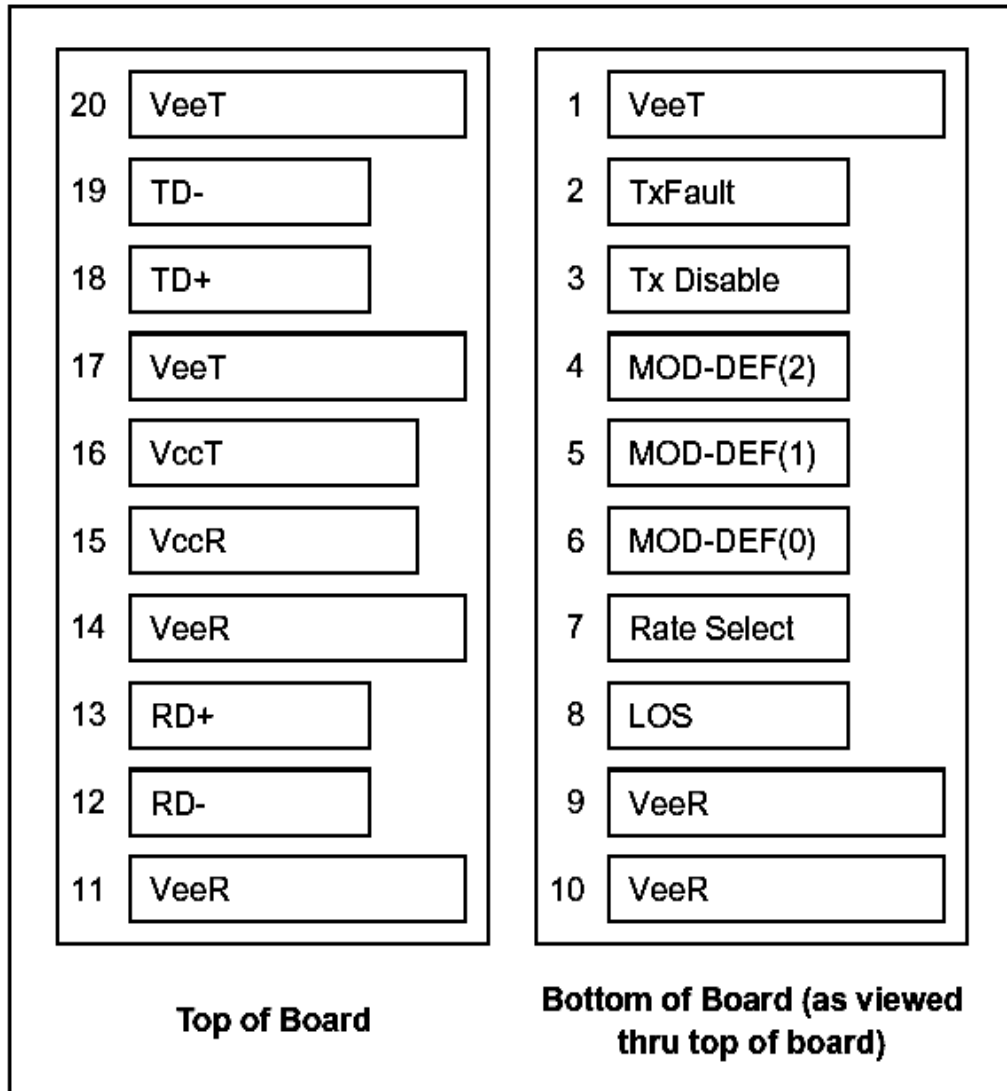 20 VeeT
19 TD-
18 TD+
17 VeeT
16 VccT
15 VccR
14 VeeR
13 RD+
12 RD-
11 VeeR
Top of Board
1 VeeT
2 TxFault
3 Tx Disable
4 MOD-DEF(2)
5 MOD-DEF(1)
6 MOD-DEF(0)
7 Rate Select
8 LOS
9 VeeR
10 VeeR
Bottom of Board (as viewed
thru top of board)